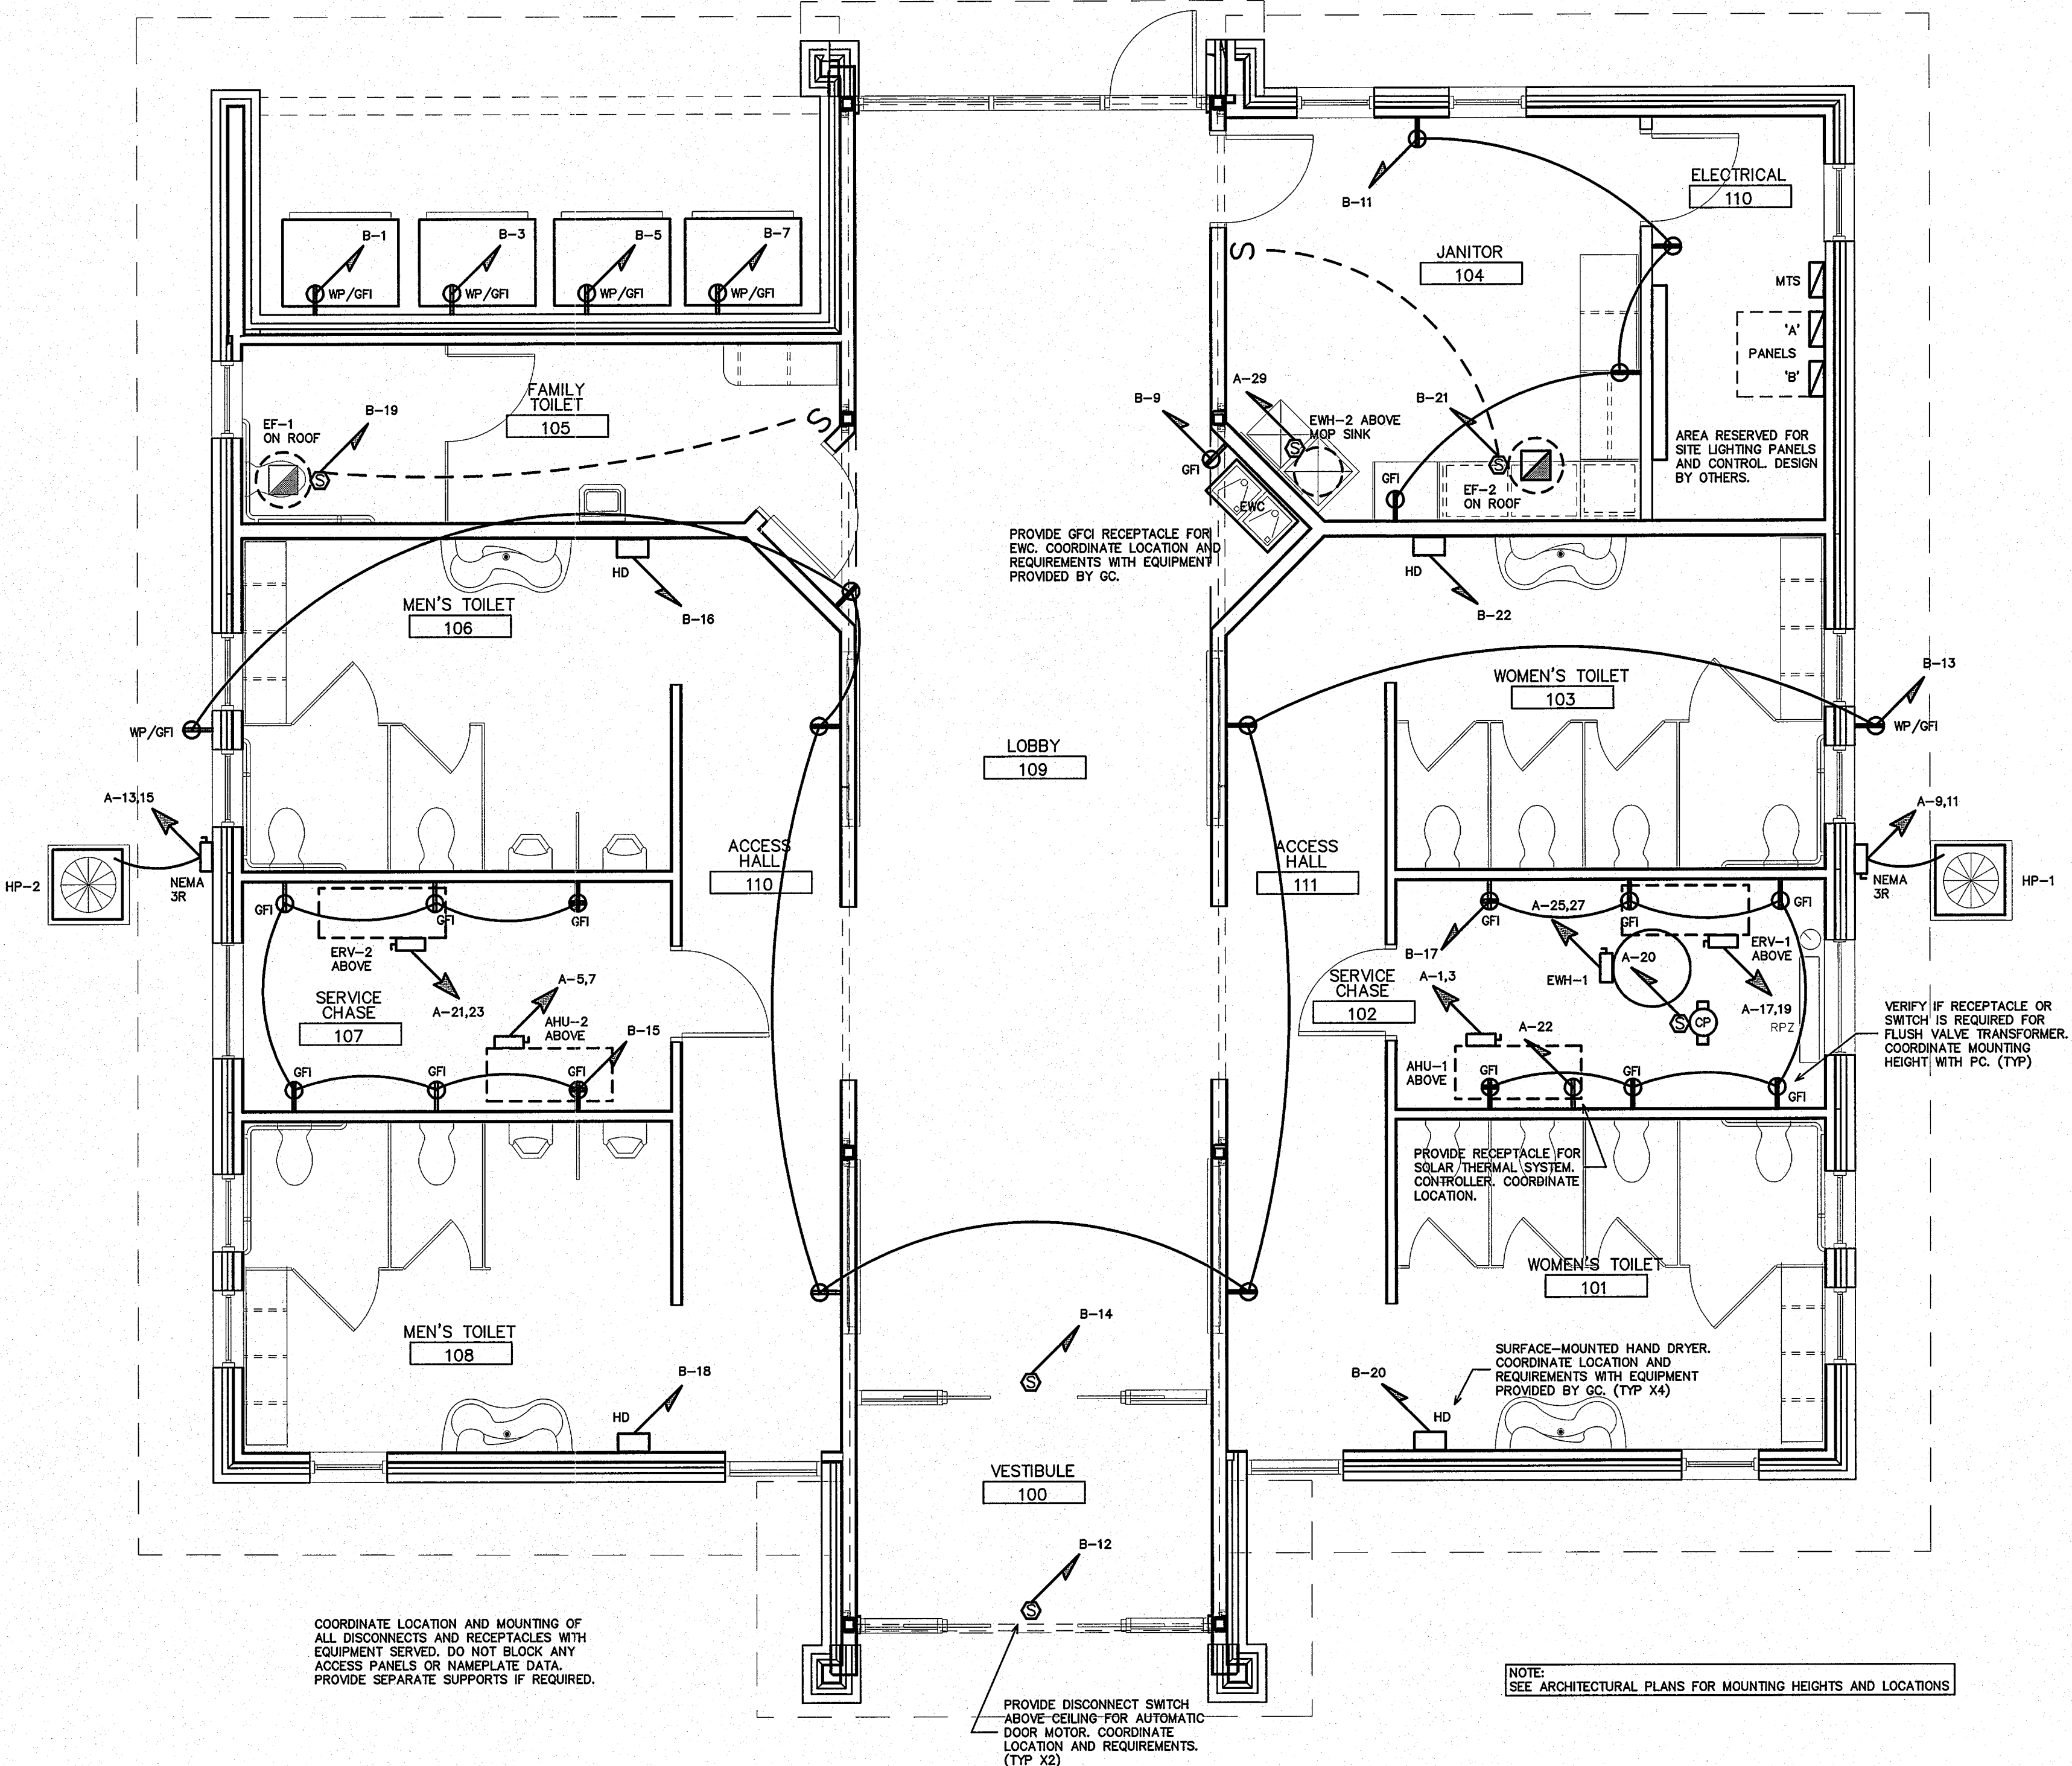 B-1
B-3
B-5
B-7
WP/GFI
WP/GFI
WP/GFI
WP/GFI
B-11
ELECTRICAL
110
JANITOR
104
S
MTS
'A'
PANELS
'B'
AREA RESERVED FOR
SITE LIGHTING PANELS
AND CONTROL. DESIGN
BY OTHERS.
FAMILY
TOILET
105
S
EF-1
ON ROOF
B-19
S
B-9
A-29
EWH-2 ABOVE
MOP SINK
S
B-21
S
GFI
EF-2
ON ROOF
GFI
EWC
PROVIDE GFCI RECEPTACLE FOR
EWC. COORDINATE LOCATION AND
REQUIREMENTS WITH EQUIPMENT
PROVIDED BY GC.
HD
B-16
MEN'S TOILET
106
HD
B-22
WOMEN'S TOILET
103
B-13
WP/GFI
WP/GFI
LOBBY
109
A-13,15
HP-2
NEMA
3R
A-9,11
NEMA
3R
HP-1
ACCESS
HALL
110
ACCESS
HALL
111
GFI
GFI
GFI
ERV-2
ABOVE
A-21,23
A-5,7
AHU-2
ABOVE
B-15
SERVICE
CHASE
107
GFI
GFI
GFI
GFI
GFI
GFI
B-17
A-25,27
EWH-1
A-20
ERV-1
ABOVE
A-17,19
RPZ
S
CP
A-1,3
SERVICE
CHASE
102
A-22
AHU-1
ABOVE
GFI
GFI
GFI
VERIFY IF RECEPTACLE OR
SWITCH IS REQUIRED FOR
FLUSH VALVE TRANSFORMER.
COORDINATE MOUNTING
HEIGHT WITH PC. (TYP)
PROVIDE RECEPTACLE FOR
SOLAR THERMAL SYSTEM.
CONTROLLER. COORDINATE
LOCATION.
WOMEN'S TOILET
101
MEN'S TOILET
108
B-18
HD
B-14
S
B-20
HD
SURFACE-MOUNTED HAND DRYER.
COORDINATE LOCATION AND
REQUIREMENTS WITH EQUIPMENT
PROVIDED BY GC. (TYP X4)
VESTIBULE
100
B-12
S
COORDINATE LOCATION AND MOUNTING OF
ALL DISCONNECTS AND RECEPTACLES WITH
EQUIPMENT SERVED. DO NOT BLOCK ANY
ACCESS PANELS OR NAMEPLATE DATA.
PROVIDE SEPARATE SUPPORTS IF REQUIRED.
PROVIDE DISCONNECT SWITCH
ABOVE CEILING FOR AUTOMATIC
DOOR MOTOR. COORDINATE
LOCATION AND REQUIREMENTS.
(TYP X2)
NOTE:
SEE ARCHITECTURAL PLANS FOR MOUNTING HEIGHTS AND LOCATIONS